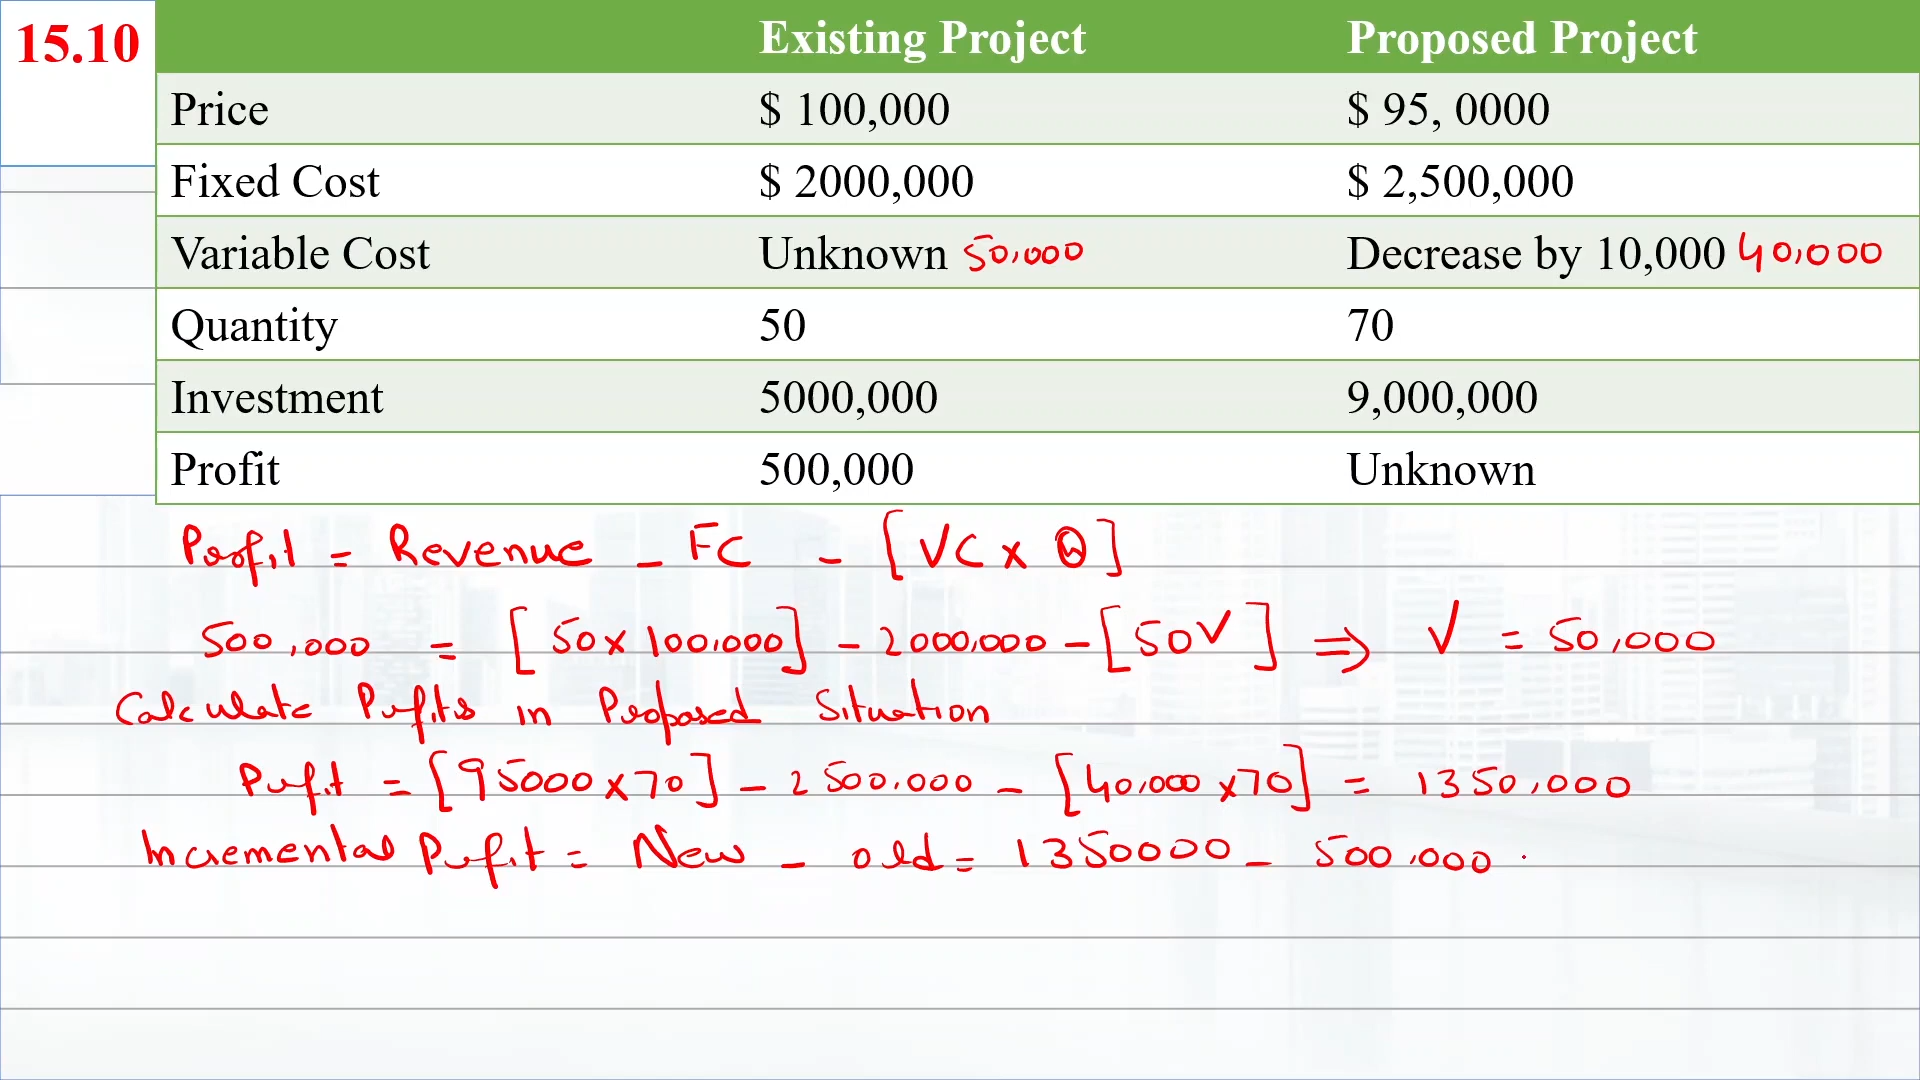 15.10
Existing Project Proposed Project
Price $ 100,000 $ 95, 0000
Fixed Cost $ 2000,000 $ 2,500,000
Variable Cost Unknown 50,000 Decrease by 10,000 40,000
Quantity 50 70
Investment 5000,000 9,000,000
Profit 500,000 Unknown
Profit = Revenue - FC - [VC x Q]
500,000 = [50 x 100,000] - 2000,000 - [50V] ⇒ V = 50,000
Calculate Profits in Proposed Situation
Profit = [95000 x 70] - 2500,000 - [40,000 x 70] = 1350,000
Incremental Profit = New - old = 1350000 - 500,000